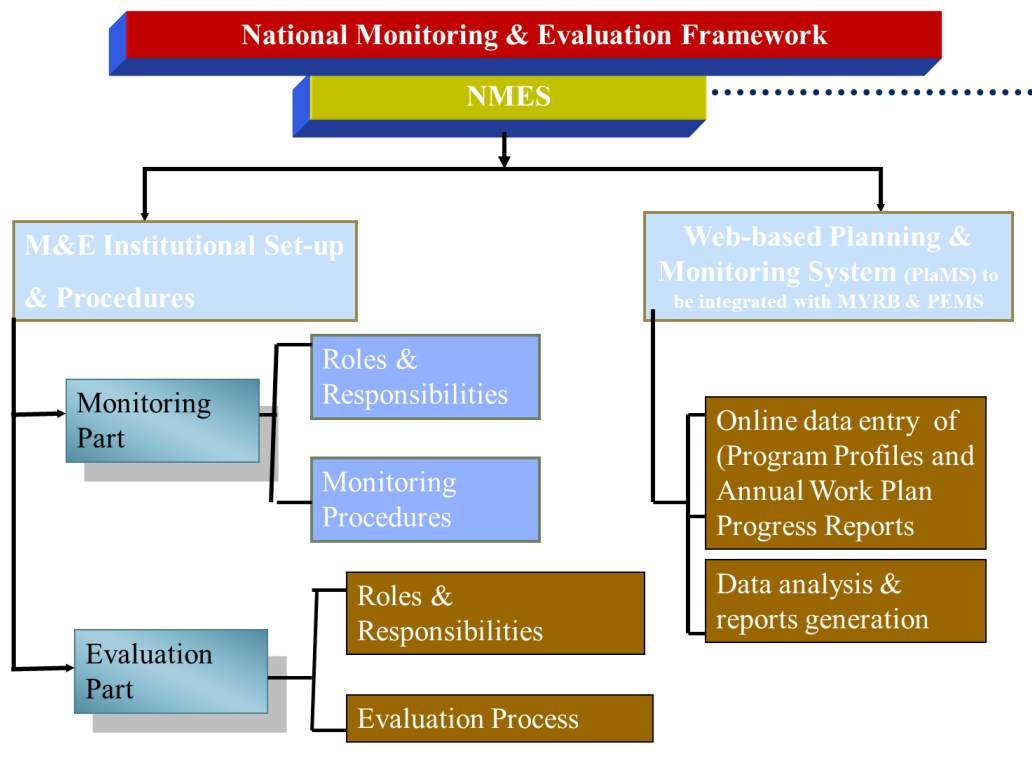 National Monitoring & Evaluation Framework
NMES
M&E Institutional Set-up
& Procedures
Web-based Planning &
Monitoring System (PlaMS) to
be integrated with MYRB & PEMS
Monitoring
Part
Roles &
Responsibilities
Monitoring
Procedures
Online data entry of
(Program Profiles and
Annual Work Plan
Progress Reports
Data analysis &
reports generation
Evaluation
Part
Roles &
Responsibilities
Evaluation Process